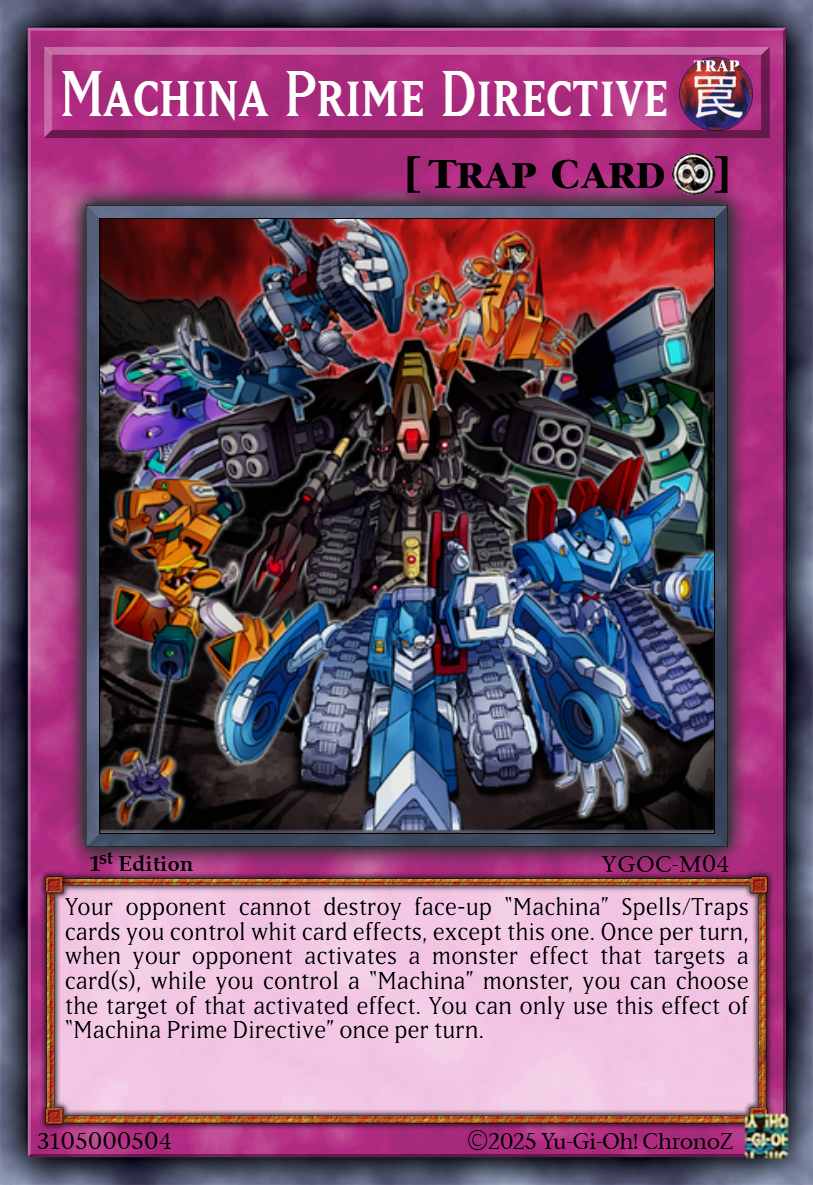 MACHINA PRIME DIRECTIVE
TRAP
罠
[ TRAP CARD ]
1st Edition
YGOC-M04
Your opponent cannot destroy face-up “Machina” Spells/Traps
cards you control whit card effects, except this one. Once per turn,
when your opponent activates a monster effect that targets a
card(s), while you control a “Machina” monster, you can choose
the target of that activated effect. You can only use this effect of
“Machina Prime Directive” once per turn.
3105000504
©2025 Yu-Gi-Oh! ChronoZ